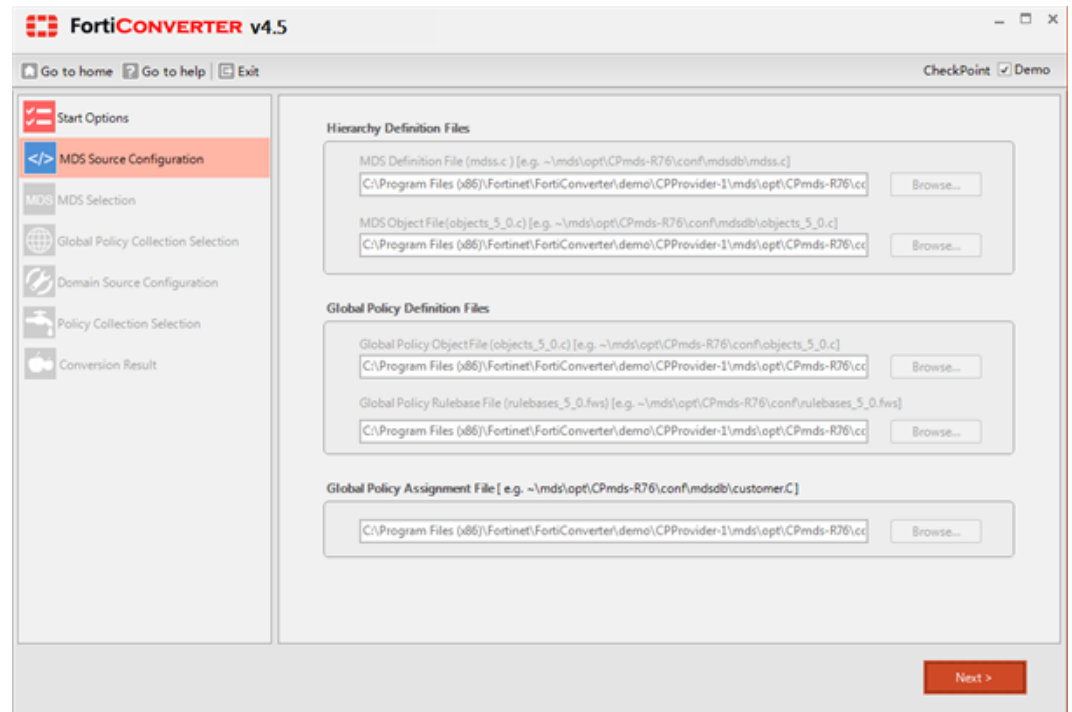 FortiCONVERTER v4.5
Go to home Go to help Exit
CheckPoint Demo
Start Options
</> MDS Source Configuration
MDS MDS Selection
Global Policy Collection Selection
Domain Source Configuration
Policy Collection Selection
Conversion Result
Hierarchy Definition Files
MDS Definition File (mdss.c ) [e.g. ~\mds\opt\CPmds-R76\conf\mdsdb\mdss.c]
C:\Program Files (x86)\Fortinet\FortiConverter\demo\CPProvider-1\mds\opt\CPmds-R76\cc Browse...
MDS Object File(objects_5_0.c) [e.g. ~\mds\opt\CPmds-R76\conf\mdsdb\objects_5_0.c]
C:\Program Files (x86)\Fortinet\FortiConverter\demo\CPProvider-1\mds\opt\CPmds-R76\cc Browse...
Global Policy Definition Files
Global Policy ObjectFile (objects_5_0.c) [e.g. ~\mds\opt\CPmds-R76\conf\objects_5_0.c]
C:\Program Files (x86)\Fortinet\FortiConverter\demo\CPProvider-1\mds\opt\CPmds-R76\cc Browse...
Global Policy Rulebase File (rulebases_5_0.fws) [e.g. ~\mds\opt\CPmds-R76\conf\rulebases_5_0.fws]
C:\Program Files (x86)\Fortinet\FortiConverter\demo\CPProvider-1\mds\opt\CPmds-R76\cc Browse...
Global Policy Assignment File [ e.g. ~\mds\opt\CPmds-R76\conf\mdsdb\customer.C]
C:\Program Files (x86)\Fortinet\FortiConverter\demo\CPProvider-1\mds\opt\CPmds-R76\cc Browse...
Next >